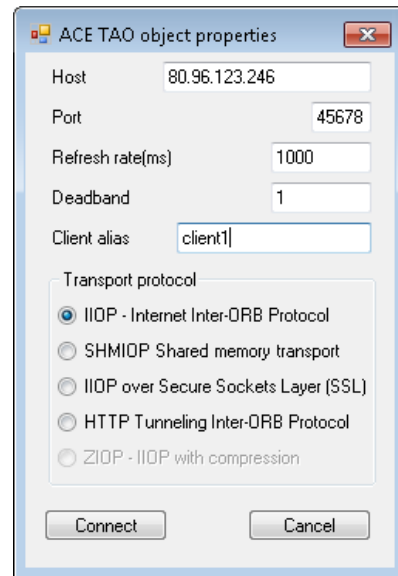 ACE TAO object properties
Host 80.96.123.246
Port 45678
Refresh rate(ms) 1000
Deadband 1
Client alias client1
Transport protocol
IIOP - Internet Inter-ORB Protocol
SHMIOP Shared memory transport
IIOP over Secure Sockets Layer (SSL)
HTTP Tunneling Inter-ORB Protocol
ZIOP - IIOP with compression
Connect Cancel